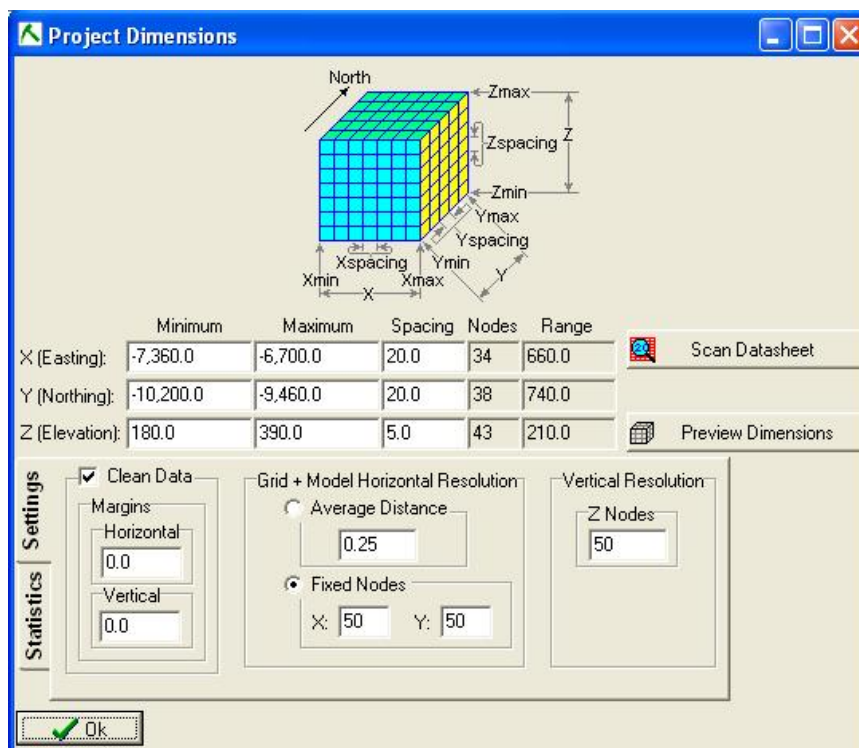 Project Dimensions
North
Zmax
Zspacing
Z
Zmin
Ymax
Yspacing
Xspacing
Ymin
Xmin
Xmax
Y
X
Minimum Maximum Spacing Nodes Range
X (Easting): -7,360.0 -6,700.0 20.0 34 660.0 Scan Datasheet
Y (Northing): -10,200.0 -9,460.0 20.0 38 740.0
Z (Elevation): 180.0 390.0 5.0 43 210.0 Preview Dimensions
Settings
Statistics
Clean Data
Margins
Horizontal
0.0
Vertical
0.0
Grid + Model Horizontal Resolution
Average Distance
0.25
Fixed Nodes
X: 50 Y: 50
Vertical Resolution
Z Nodes
50
Ok